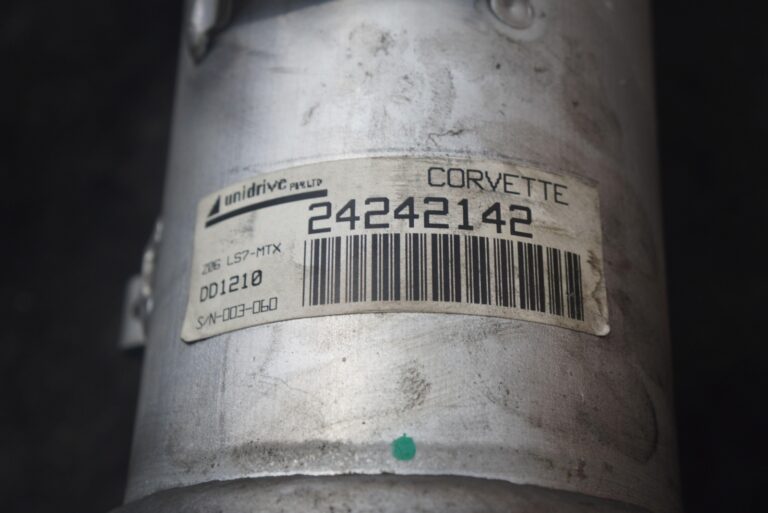 unidrive PTY.LTD
CORVETTE
24242142
Z06 LS7-MTX
DD1210
S/N-003-060